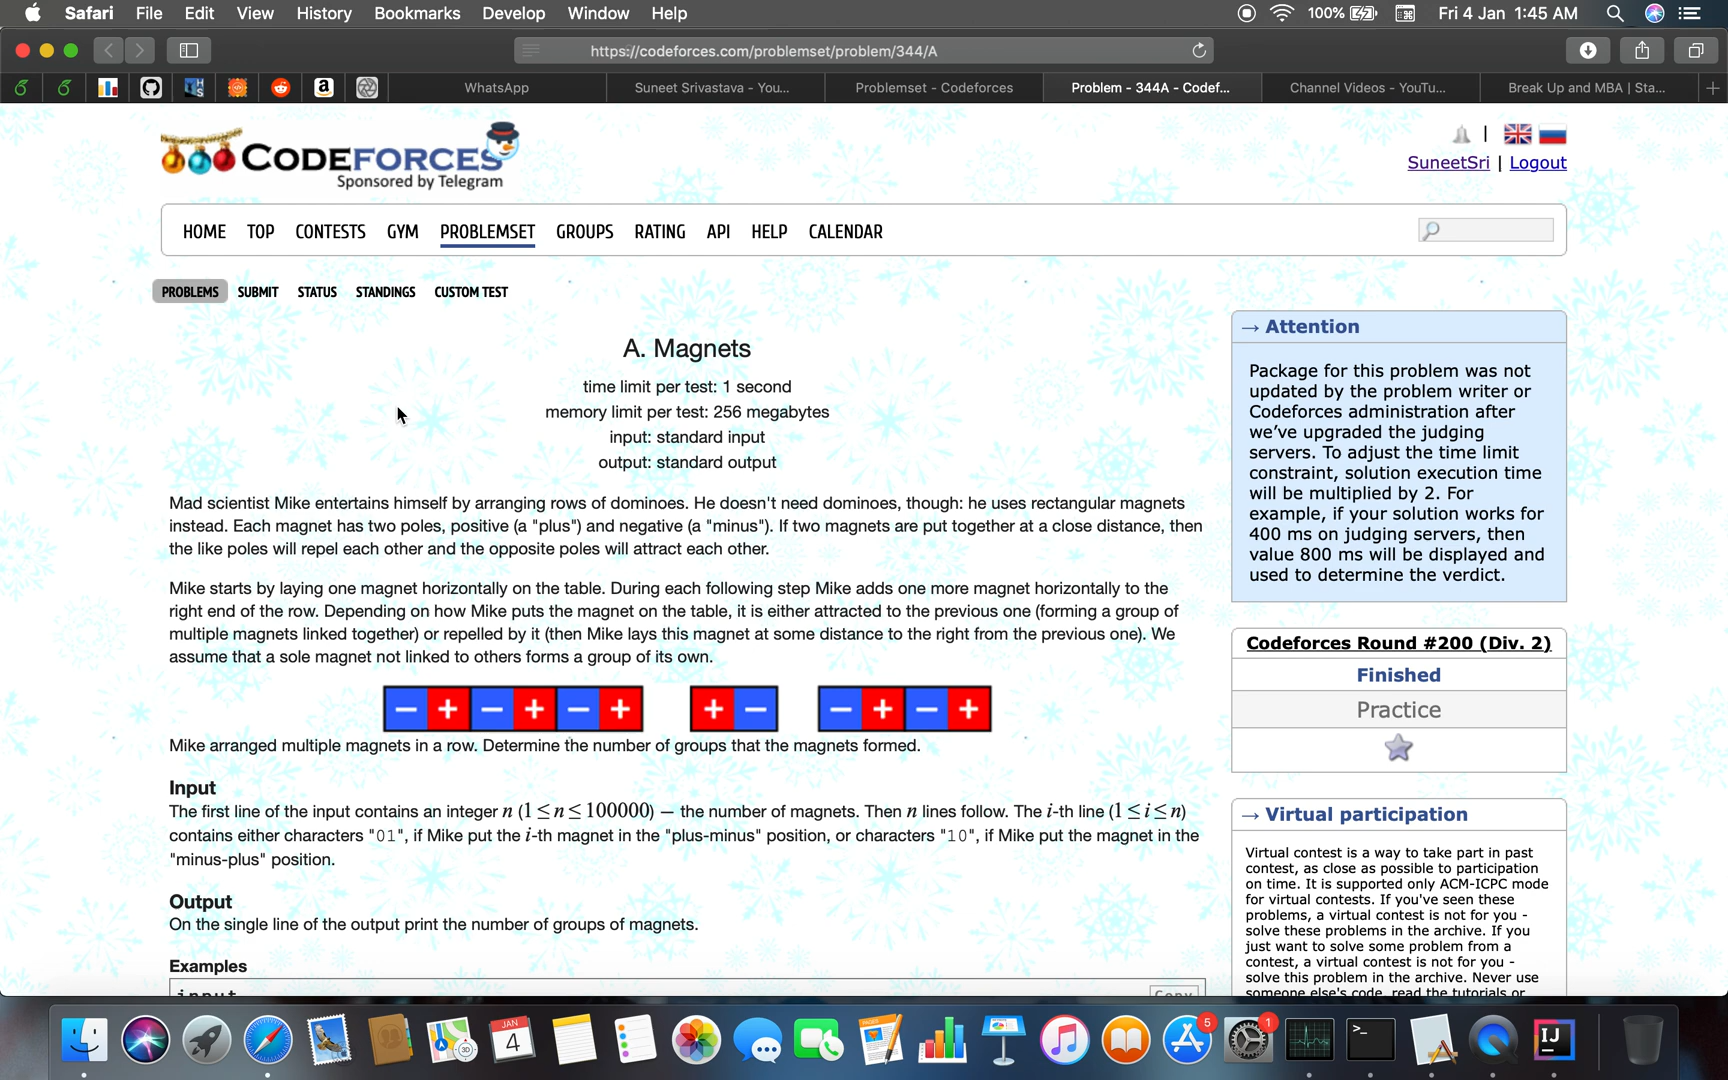 Safari File Edit View History Bookmarks Develop Window Help 100% Fri 4 Jan 1:45 AM
https://codeforces.com/problemset/problem/344/A
WhatsApp Suneet Srivastava - You... Problemset - Codeforces Problem - 344A - Codef... Channel Videos - YouTu... Break Up and MBA | Sta...
CODEFORCES
Sponsored by Telegram
SuneetSri | Logout
HOME TOP CONTESTS GYM PROBLEMSET GROUPS RATING API HELP CALENDAR
PROBLEMS SUBMIT STATUS STANDINGS CUSTOM TEST
A. Magnets
time limit per test: 1 second
memory limit per test: 256 megabytes
input: standard input
output: standard output
Mad scientist Mike entertains himself by arranging rows of dominoes. He doesn't need dominoes, though: he uses rectangular magnets
instead. Each magnet has two poles, positive (a "plus") and negative (a "minus"). If two magnets are put together at a close distance, then
the like poles will repel each other and the opposite poles will attract each other.
Mike starts by laying one magnet horizontally on the table. During each following step Mike adds one more magnet horizontally to the
right end of the row. Depending on how Mike puts the magnet on the table, it is either attracted to the previous one (forming a group of
multiple magnets linked together) or repelled by it (then Mike lays this magnet at some distance to the right from the previous one). We
assume that a sole magnet not linked to others forms a group of its own.
− + − + − + + − − + − +
Mike arranged multiple magnets in a row. Determine the number of groups that the magnets formed.
Input
The first line of the input contains an integer n (1 ≤ n ≤ 100000) — the number of magnets. Then n lines follow. The i-th line (1 ≤ i ≤ n)
contains either characters "01", if Mike put the i-th magnet in the "plus-minus" position, or characters "10", if Mike put the magnet in the
"minus-plus" position.
Output
On the single line of the output print the number of groups of magnets.
Examples
input Copy
→ Attention
Package for this problem was not
updated by the problem writer or
Codeforces administration after
we've upgraded the judging
servers. To adjust the time limit
constraint, solution execution time
will be multiplied by 2. For
example, if your solution works for
400 ms on judging servers, then
value 800 ms will be displayed and
used to determine the verdict.
Codeforces Round #200 (Div. 2)
Finished
Practice
→ Virtual participation
Virtual contest is a way to take part in past
contest, as close as possible to participation
on time. It is supported only ACM-ICPC mode
for virtual contests. If you've seen these
problems, a virtual contest is not for you -
solve these problems in the archive. If you
just want to solve some problem from a
contest, a virtual contest is not for you -
solve this problem in the archive. Never use
someone else's code, read the tutorials or
JAN
4
3D
PAGES
5
1
>_
IJ